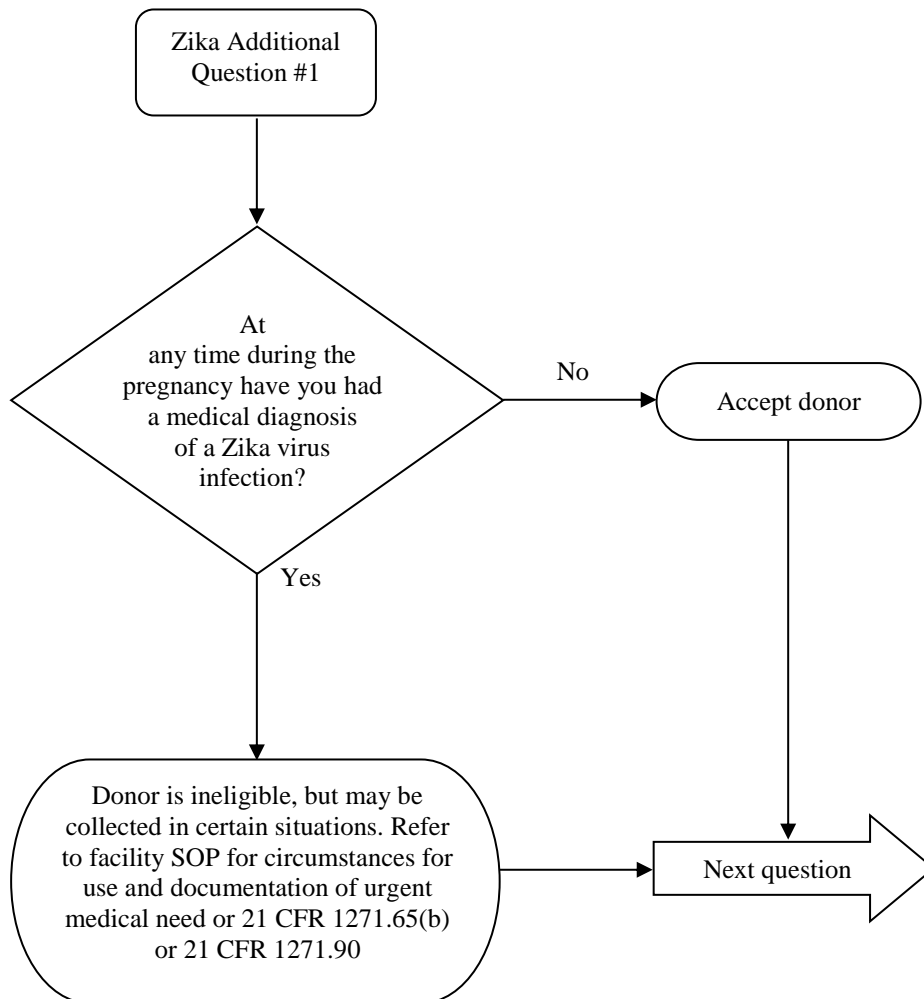 Zika Additional
Question #1
At
any time during the
pregnancy have you had
a medical diagnosis
of a Zika virus
infection?
No
Accept donor
Yes
Donor is ineligible, but may be
collected in certain situations. Refer
to facility SOP for circumstances for
use and documentation of urgent
medical need or 21 CFR 1271.65(b)
or 21 CFR 1271.90
Next question